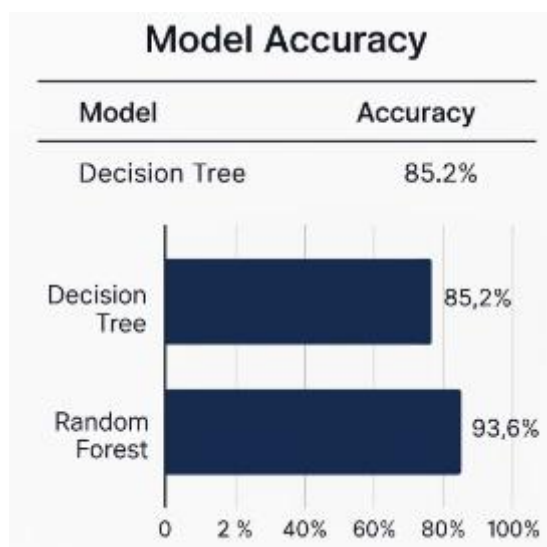 Model Accuracy
Model Accuracy
Decision Tree 85.2%
Decision
Tree
85,2%
Random
Forest
93,6%
0 2 % 40% 60% 80% 100%